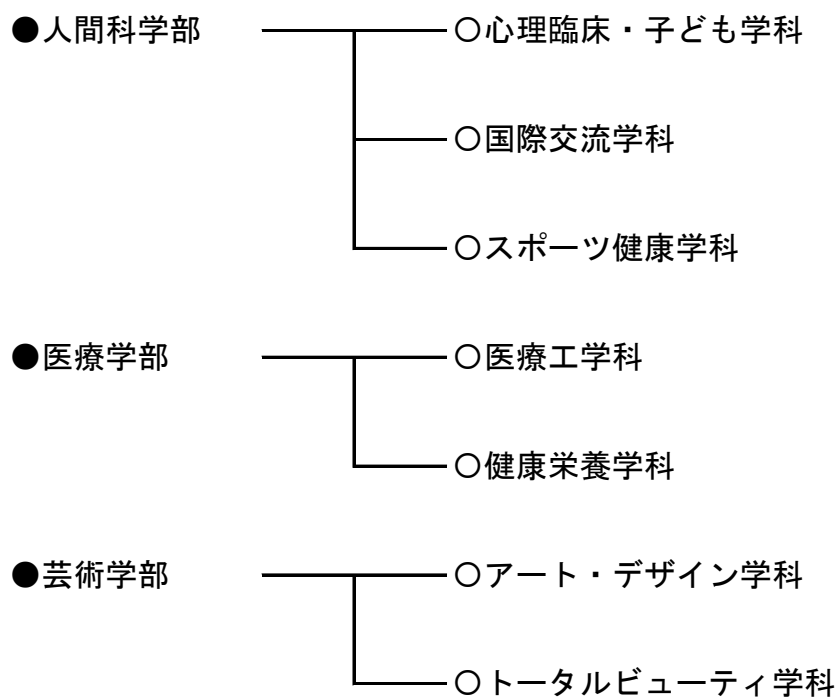 ●人間科学部 ○心理臨床・子ども学科
○国際交流学科
○スポーツ健康学科
●医療学部 ○医療工学科
○健康栄養学科
●芸術学部 ○アート・デザイン学科
○トータルビューティ学科